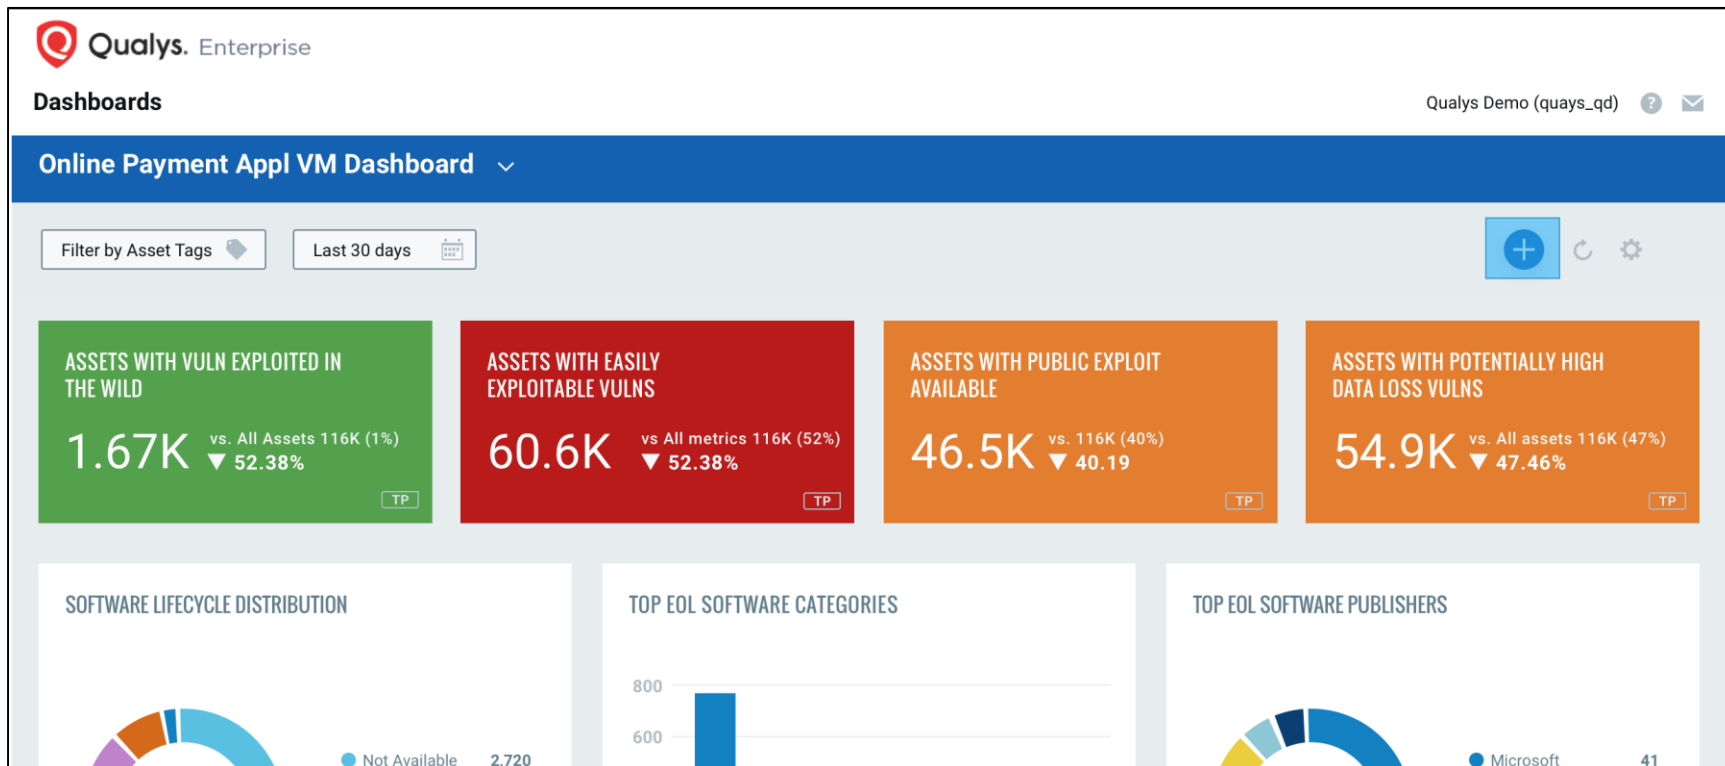 Qualys. Enterprise
Dashboards
Qualys Demo (quays_qd)
?
Online Payment Appl VM Dashboard
Filter by Asset Tags
Last 30 days
ASSETS WITH VULN EXPLOITED IN
THE WILD
1.67K
vs. All Assets 116K (1%)
▼ 52.38%
TP
ASSETS WITH EASILY
EXPLOITABLE VULNS
60.6K
vs All metrics 116K (52%)
▼ 52.38%
TP
ASSETS WITH PUBLIC EXPLOIT
AVAILABLE
46.5K
vs. 116K (40%)
▼ 40.19
TP
ASSETS WITH POTENTIALLY HIGH
DATA LOSS VULNS
54.9K
vs. All assets 116K (47%)
▼ 47.46%
TP
SOFTWARE LIFECYCLE DISTRIBUTION
Not Available 2,720
TOP EOL SOFTWARE CATEGORIES
800
600
TOP EOL SOFTWARE PUBLISHERS
Microsoft 41